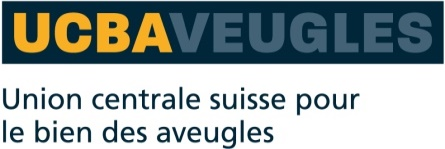 UCBAVEUGLES
Union centrale suisse pour
le bien des aveugles